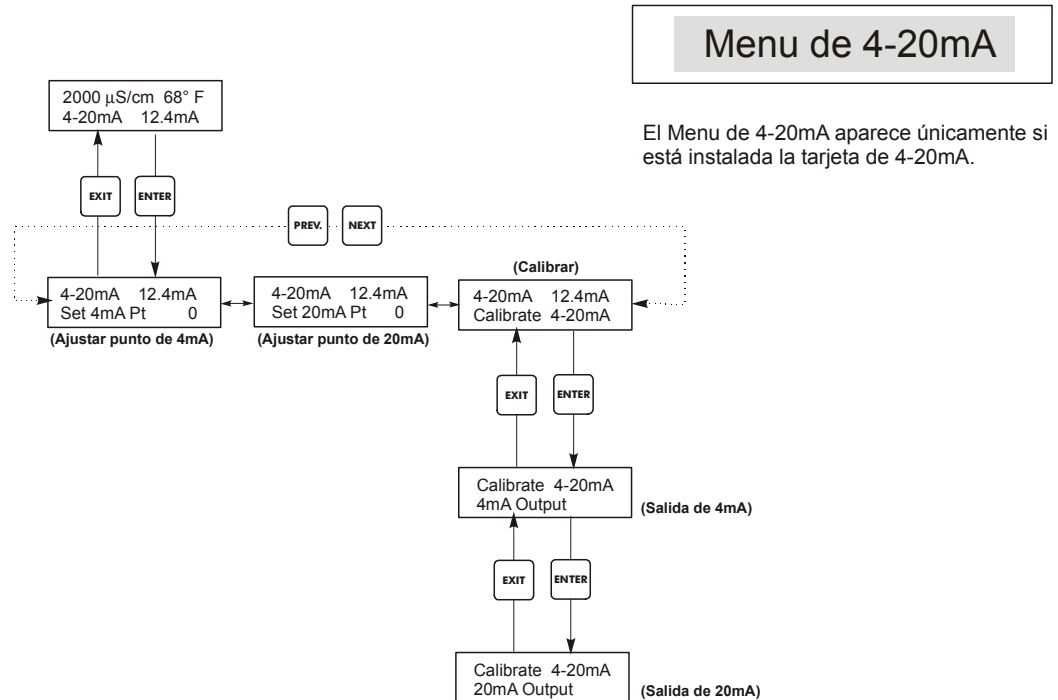 Menu de 4-20mA
El Menu de 4-20mA aparece únicamente si
está instalada la tarjeta de 4-20mA.
2000 μS/cm 68° F
4-20mA 12.4mA
EXIT
ENTER
PREV.
NEXT
4-20mA 12.4mA
Set 4mA Pt 0
(Ajustar punto de 4mA)
4-20mA 12.4mA
Set 20mA Pt 0
(Ajustar punto de 20mA)
(Calibrar)
4-20mA 12.4mA
Calibrate 4-20mA
EXIT
ENTER
Calibrate 4-20mA
4mA Output
(Salida de 4mA)
EXIT
ENTER
Calibrate 4-20mA
20mA Output
(Salida de 20mA)